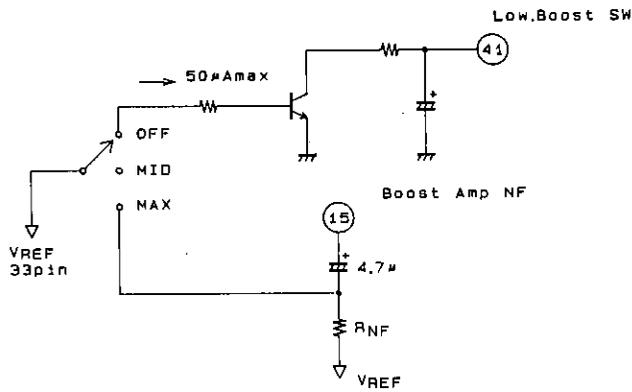 Low.Boost SW
41
50μAmax
+
OFF
MID
MAX
VREF
33pin
Boost Amp NF
15
+
4.7μ
RNF
VREF